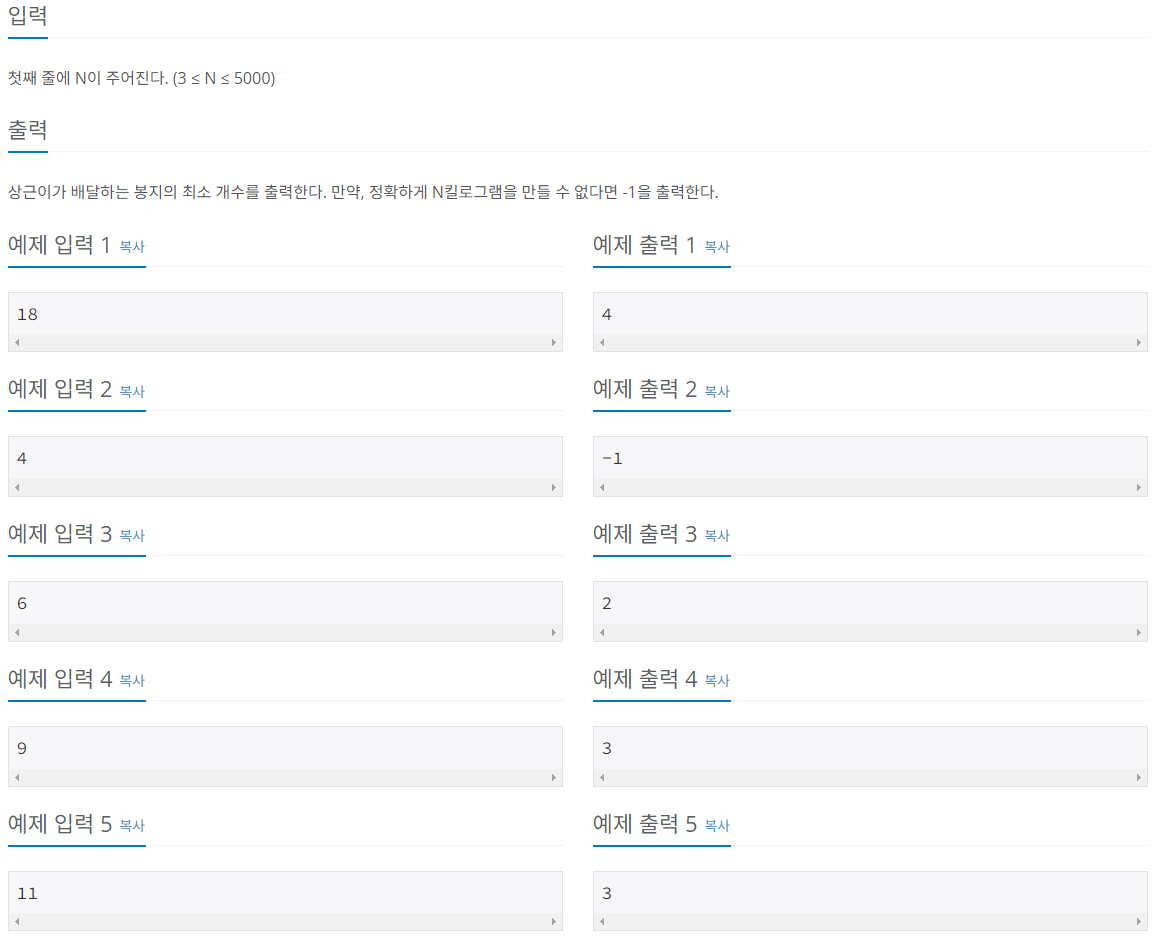 입력
첫째 줄에 N이 주어진다. (3 ≤ N ≤ 5000)
출력
상근이가 배달하는 봉지의 최소 개수를 출력한다. 만약, 정확하게 N킬로그램을 만들 수 없다면 -1을 출력한다.
예제 입력 1 복사
예제 출력 1 복사
18
4
예제 입력 2 복사
예제 출력 2 복사
4
-1
예제 입력 3 복사
예제 출력 3 복사
6
2
예제 입력 4 복사
예제 출력 4 복사
9
3
예제 입력 5 복사
예제 출력 5 복사
11
3